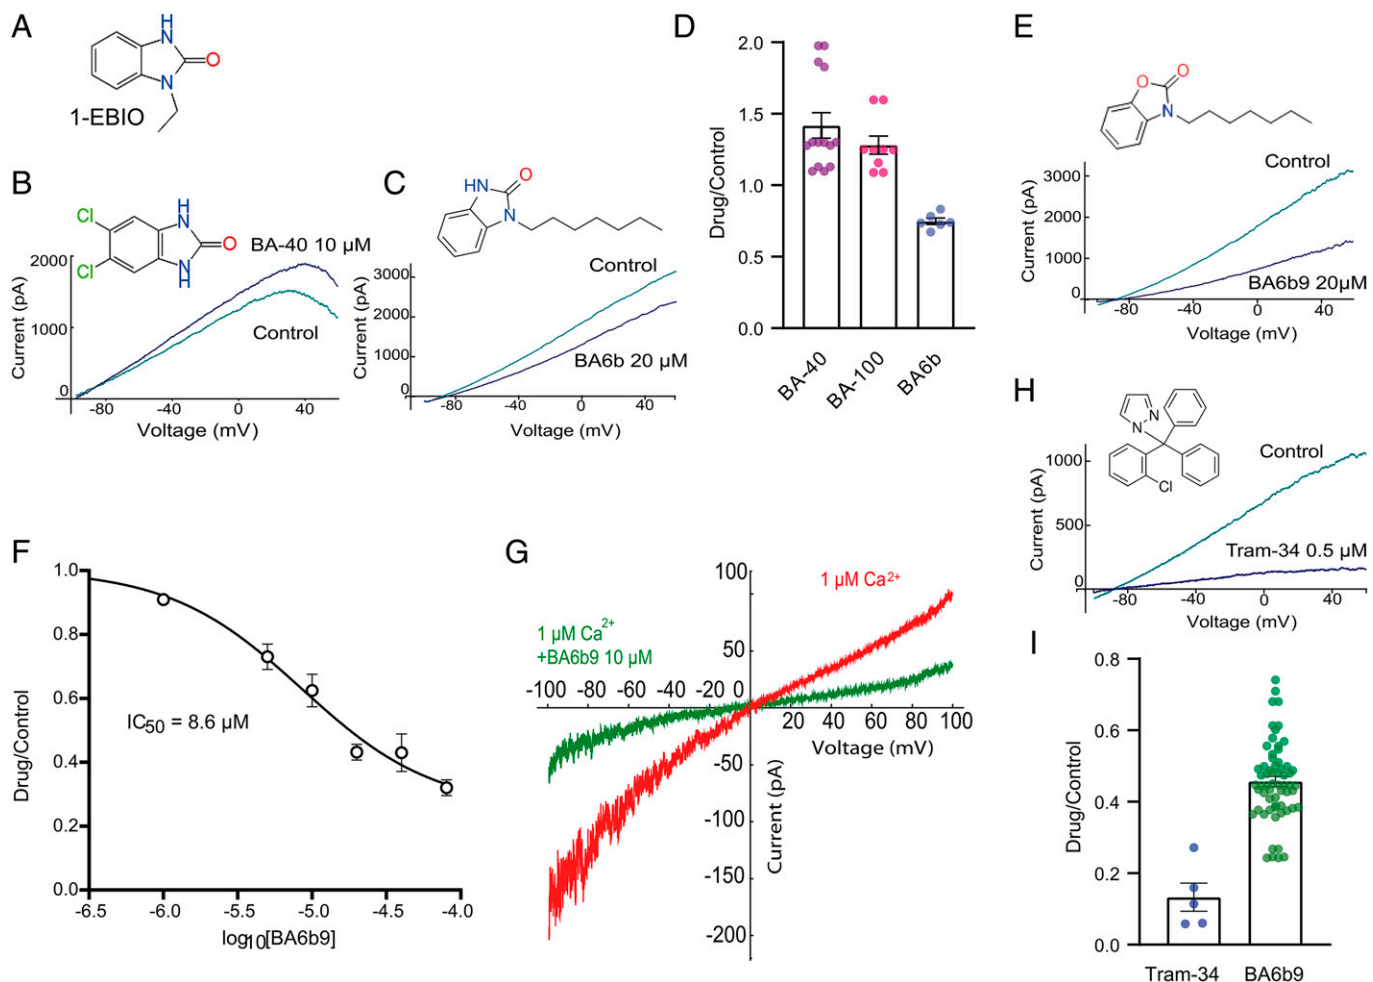 A
H
N
O
N
1-EBIO
B
Cl
Cl
H
N
O
N
H
BA-40 10 µM
Control
Current (pA)
2000
1000
0
-80
-40
0
40
Voltage (mV)
C
HN
O
N
Control
BA6b 20 µM
Current (pA)
3000
2000
1000
0
-80
-40
0
40
Voltage (mV)
D
Drug/Control
2.0
1.5
1.0
0.5
0.0
BA-40
BA-100
BA6b
E
O
O
N
Control
BA6b9 20µM
Current (pA)
3000
2000
1000
0
-80
-40
0
40
Voltage (mV)
F
Drug/Control
1.0
0.8
0.6
0.4
0.2
0.0
IC50 = 8.6 µM
-6.5
-6.0
-5.5
-5.0
-4.5
-4.0
log10[BA6b9]
G
1 µM Ca2+
+BA6b9 10 µM
1 µM Ca2+
100
50
-50
-100
-150
-200
-100 -80 -60 -40 -20 0
20 40 60 80 100
Voltage (mV)
Current (pA)
H
N
N
Cl
Control
Tram-34 0.5 µM
Current (pA)
1000
500
0
-80
-40
0
40
Voltage (mV)
I
Drug/Control
0.8
0.6
0.4
0.2
0.0
Tram-34
BA6b9